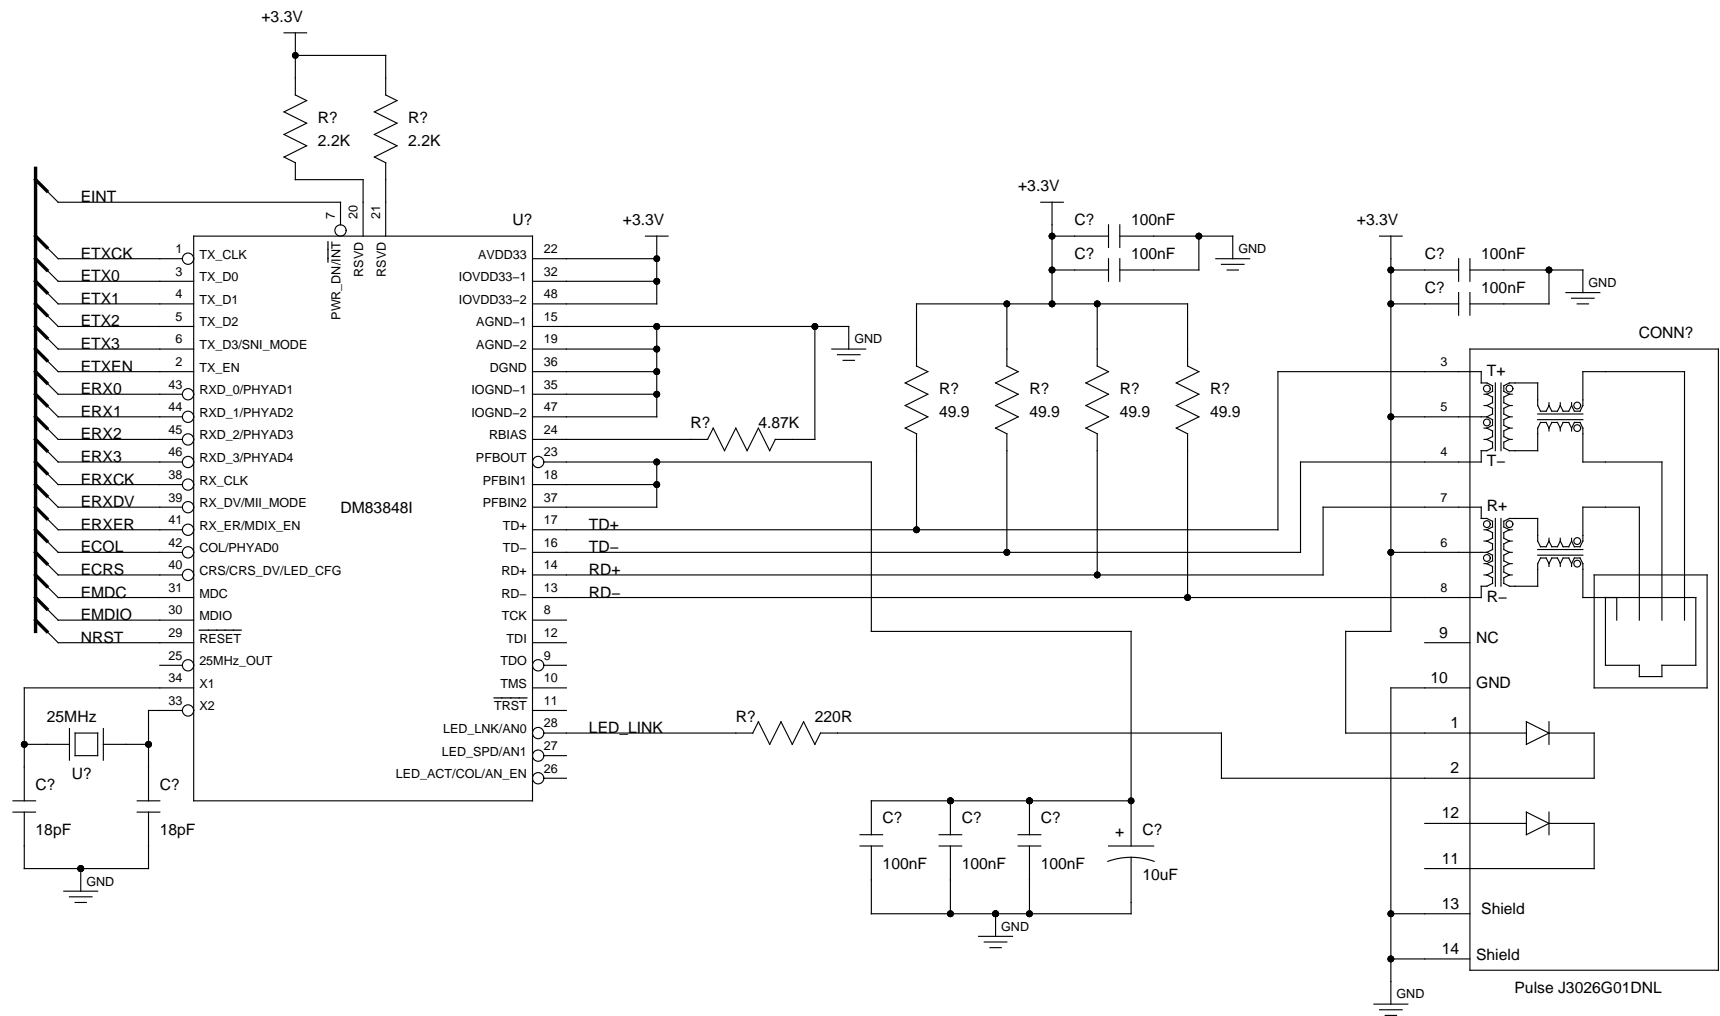 +3.3V
R?
2.2K
R?
2.2K
EINT
7
20
21
PWR_DN/INT
RSVD
RSVD
U?
+3.3V
ETXCK 1 TX_CLK
ETX0 3 TX_D0
ETX1 4 TX_D1
ETX2 5 TX_D2
ETX3 6 TX_D3/SNI_MODE
ETXEN 2 TX_EN
ERX0 43 RXD_0/PHYAD1
ERX1 44 RXD_1/PHYAD2
ERX2 45 RXD_2/PHYAD3
ERX3 46 RXD_3/PHYAD4
ERXCK 38 RX_CLK
ERXDV 39 RX_DV/MII_MODE
ERXER 41 RX_ER/MDIX_EN
ECOL 42 COL/PHYAD0
ECRS 40 CRS/CRS_DV/LED_CFG
EMDC 31 MDC
EMDIO 30 MDIO
NRST 29 RESET
25 25MHz_OUT
34 X1
33 X2
DM83848I
AVDD33 22
IOVDD33-1 32
IOVDD33-2 48
AGND-1 15
AGND-2 19
DGND 36
IOGND-1 35
IOGND-2 47
RBIAS 24
PFBOUT 23
PFBIN1 18
PFBIN2 37
TD+ 17 TD+
TD- 16 TD-
RD+ 14 RD+
RD- 13 RD-
TCK 8
TDI 12
TDO 9
TMS 10
TRST 11
LED_LNK/AN0 28 LED_LINK
LED_SPD/AN1 27
LED_ACT/COL/AN_EN 26
GND
R? 4.87K
R? 220R
25MHz
U?
C?
18pF
C?
18pF
GND
+3.3V
C? 100nF
C? 100nF
GND
R?
49.9
R?
49.9
R?
49.9
R?
49.9
C?
100nF
C?
100nF
C?
100nF
+ C?
10uF
GND
+3.3V
C? 100nF
C? 100nF
GND
CONN?
3 T+
5
4 T-
7 R+
6
8 R-
9 NC
10 GND
1
2
12
11
13 Shield
14 Shield
GND
Pulse J3026G01DNL